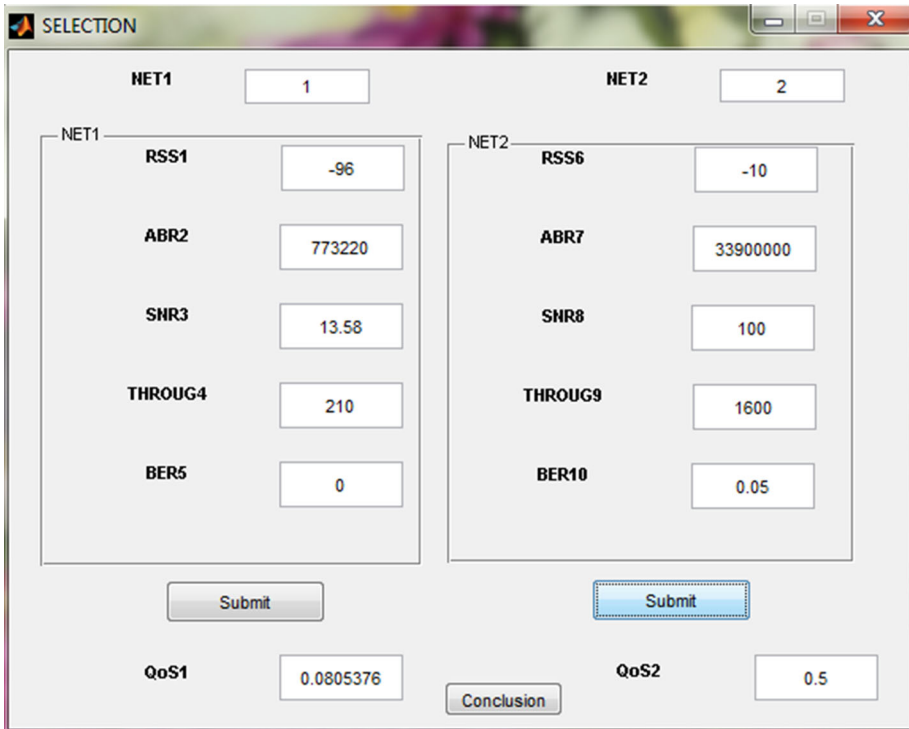 SELECTION
NET1 1 NET2 2
NET1
RSS1 -96
ABR2 773220
SNR3 13.58
THROUG4 210
BER5 0
Submit
NET2
RSS6 -10
ABR7 33900000
SNR8 100
THROUG9 1600
BER10 0.05
Submit
QoS1 0.0805376
Conclusion
QoS2 0.5